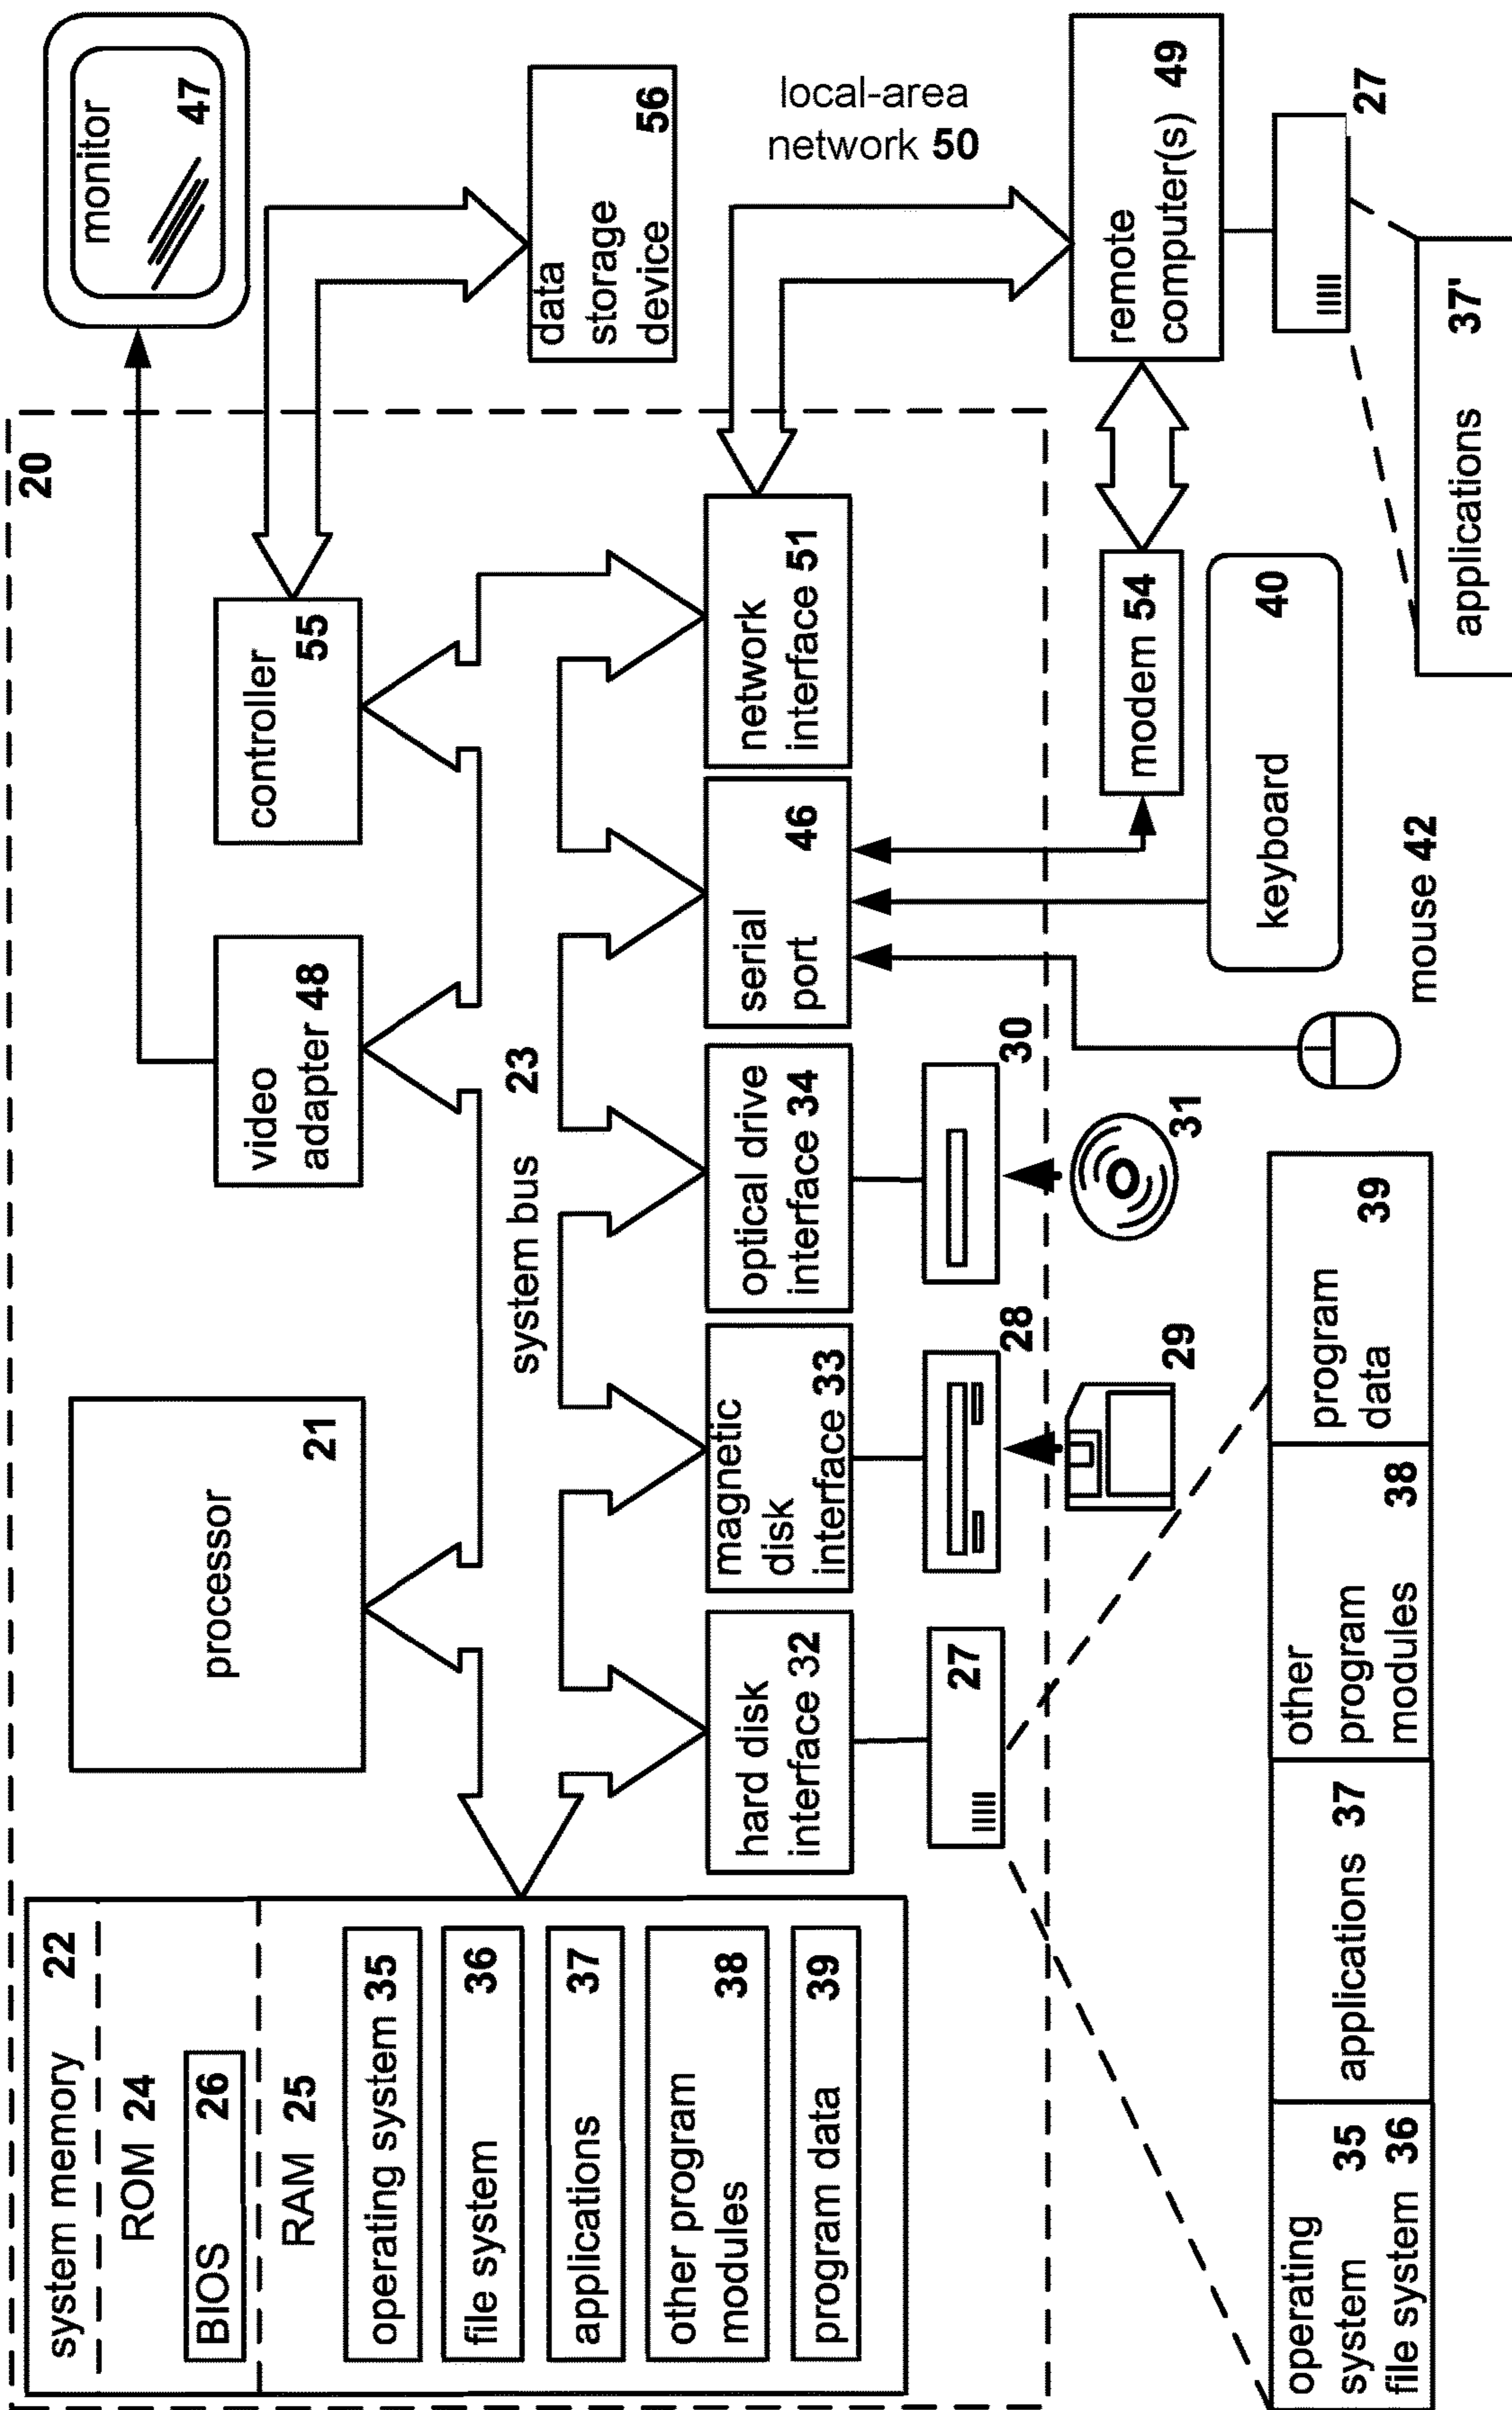 system memory 22
ROM 24
BIOS 26
RAM 25
operating system 35
file system 36
applications 37
other program
modules 38
program data 39
20
processor
21
video
adapter 48
controller
55
monitor
47
system bus 23
data
storage
device 56
local-area
network 50
hard disk
interface 32
magnetic
disk
interface 33
optical drive
interface 34
serial
port 46
network
interface 51
27
28
30
29
31
modem 54
remote
computer(s) 49
27
keyboard 40
mouse 42
operating
system 35
file system 36
applications 37
other
program
modules 38
program
data 39
applications 37'